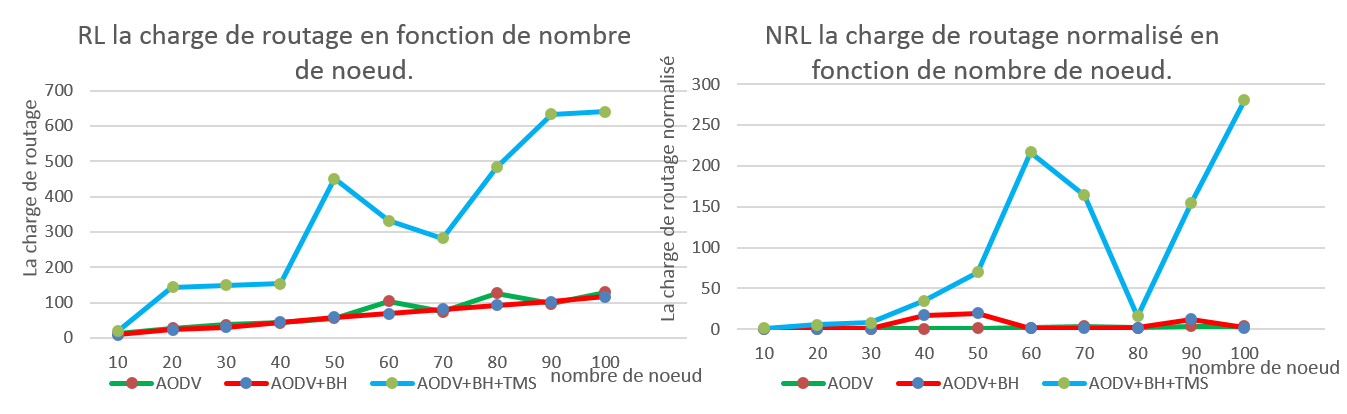 RL la charge de routage en fonction de nombre
de noeud.
La charge de routage
700
600
500
400
300
200
100
0
10 20 30 40 50 60 70 80 90 100
nombre de noeud
AODV AODV+BH AODV+BH+TMS
NRL la charge de routage normalisé en
fonction de nombre de noeud.
La charge de routage normalisé
300
250
200
150
100
50
0
10 20 30 40 50 60 70 80 90 100
nombre de noeud
AODV AODV+BH AODV+BH+TMS